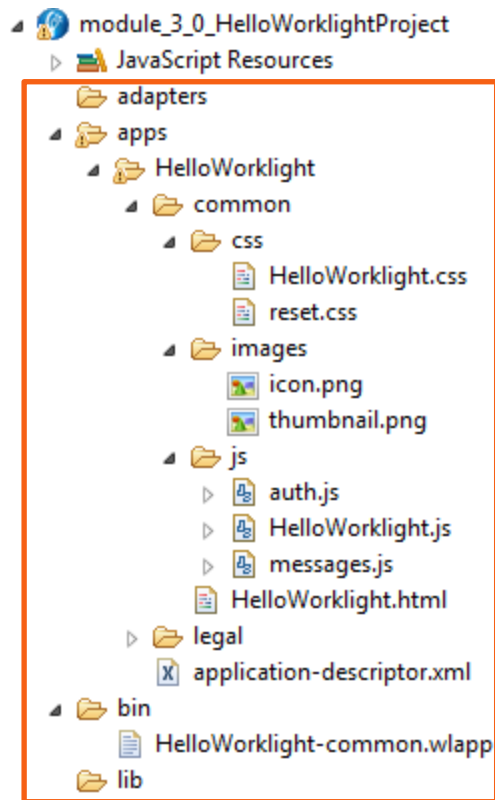 module_3_0_HelloWorklightProject
JavaScript Resources
adapters
apps
HelloWorklight
common
css
HelloWorklight.css
reset.css
images
icon.png
thumbnail.png
js
auth.js
HelloWorklight.js
messages.js
HelloWorklight.html
legal
application-descriptor.xml
bin
HelloWorklight-common.wlapp
lib